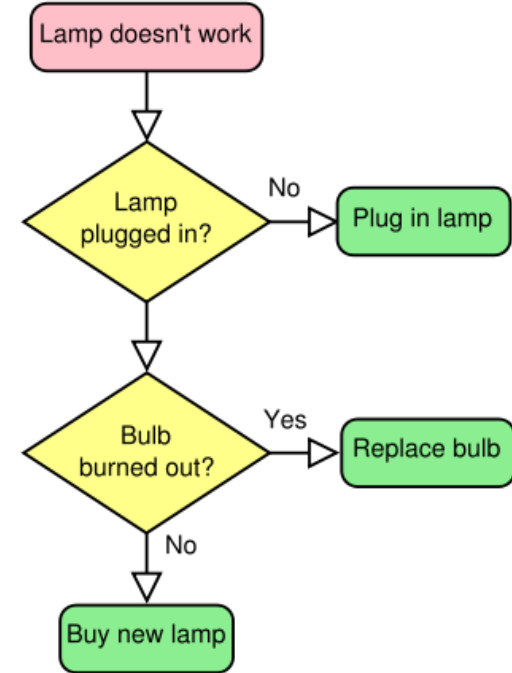 Lamp doesn't work
Lamp
plugged in?
No
Plug in lamp
Bulb
burned out?
Yes
Replace bulb
No
Buy new lamp